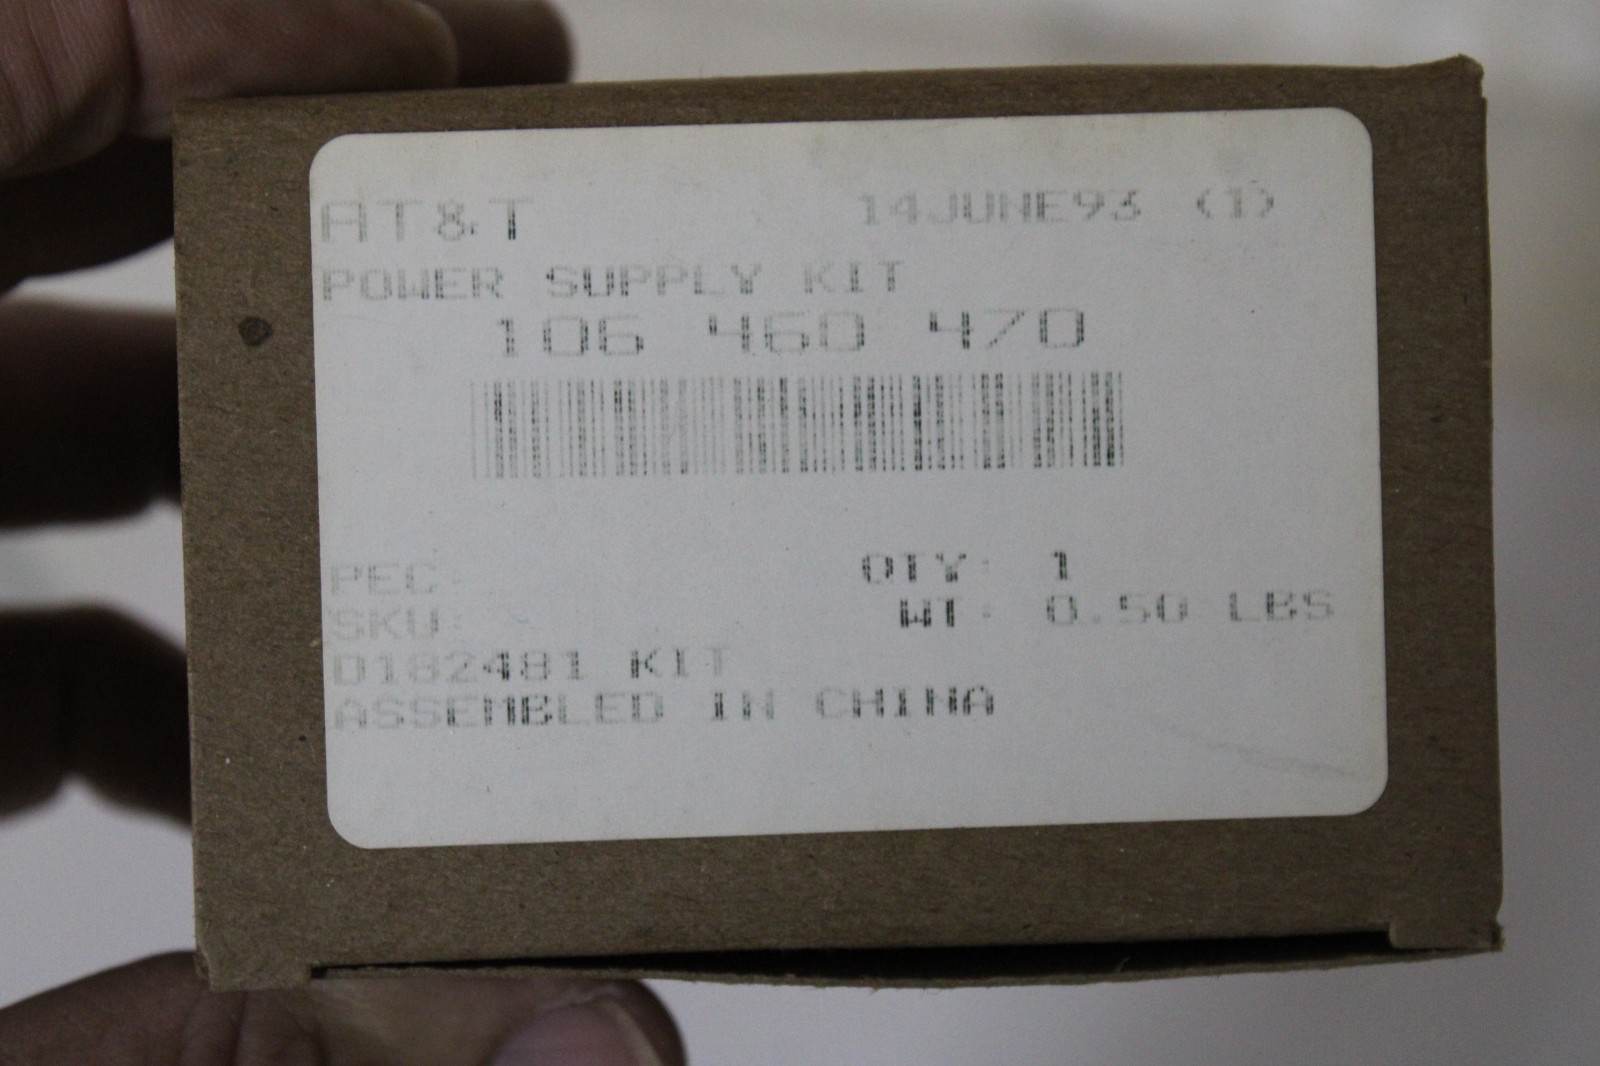 AT&T 14JUNE93 (1)
POWER SUPPLY KIT
106 460 470
PEC: QTY: 1
SKU: WT: 0.50 LBS
D182481 KIT
ASSEMBLED IN CHINA